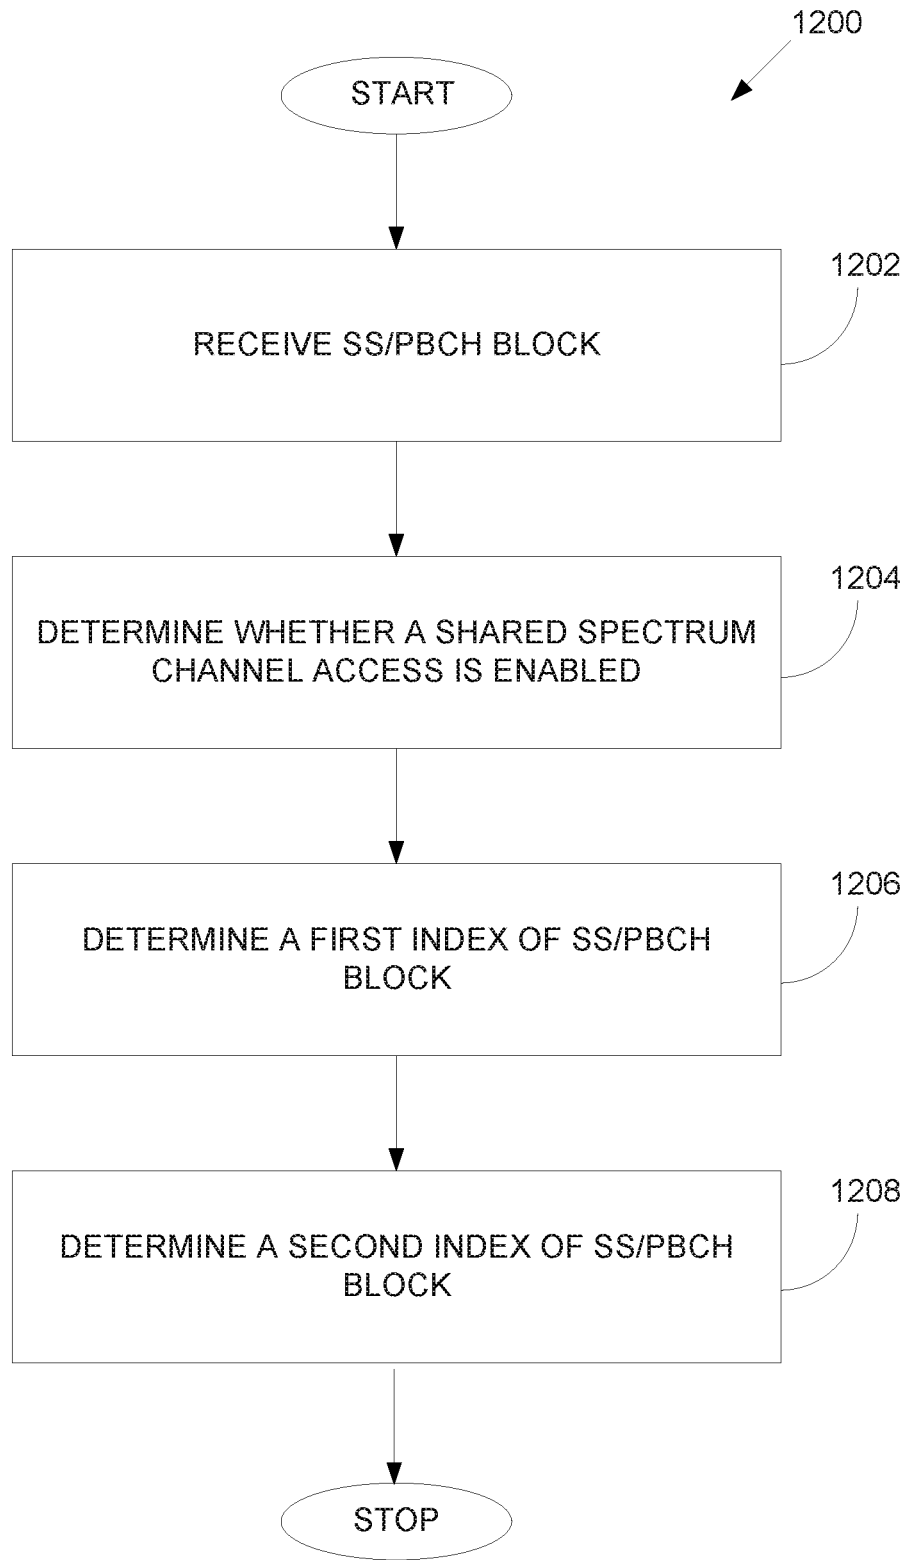 1200
START
1202
RECEIVE SS/PBCH BLOCK
1204
DETERMINE WHETHER A SHARED SPECTRUM
CHANNEL ACCESS IS ENABLED
1206
DETERMINE A FIRST INDEX OF SS/PBCH
BLOCK
1208
DETERMINE A SECOND INDEX OF SS/PBCH
BLOCK
STOP